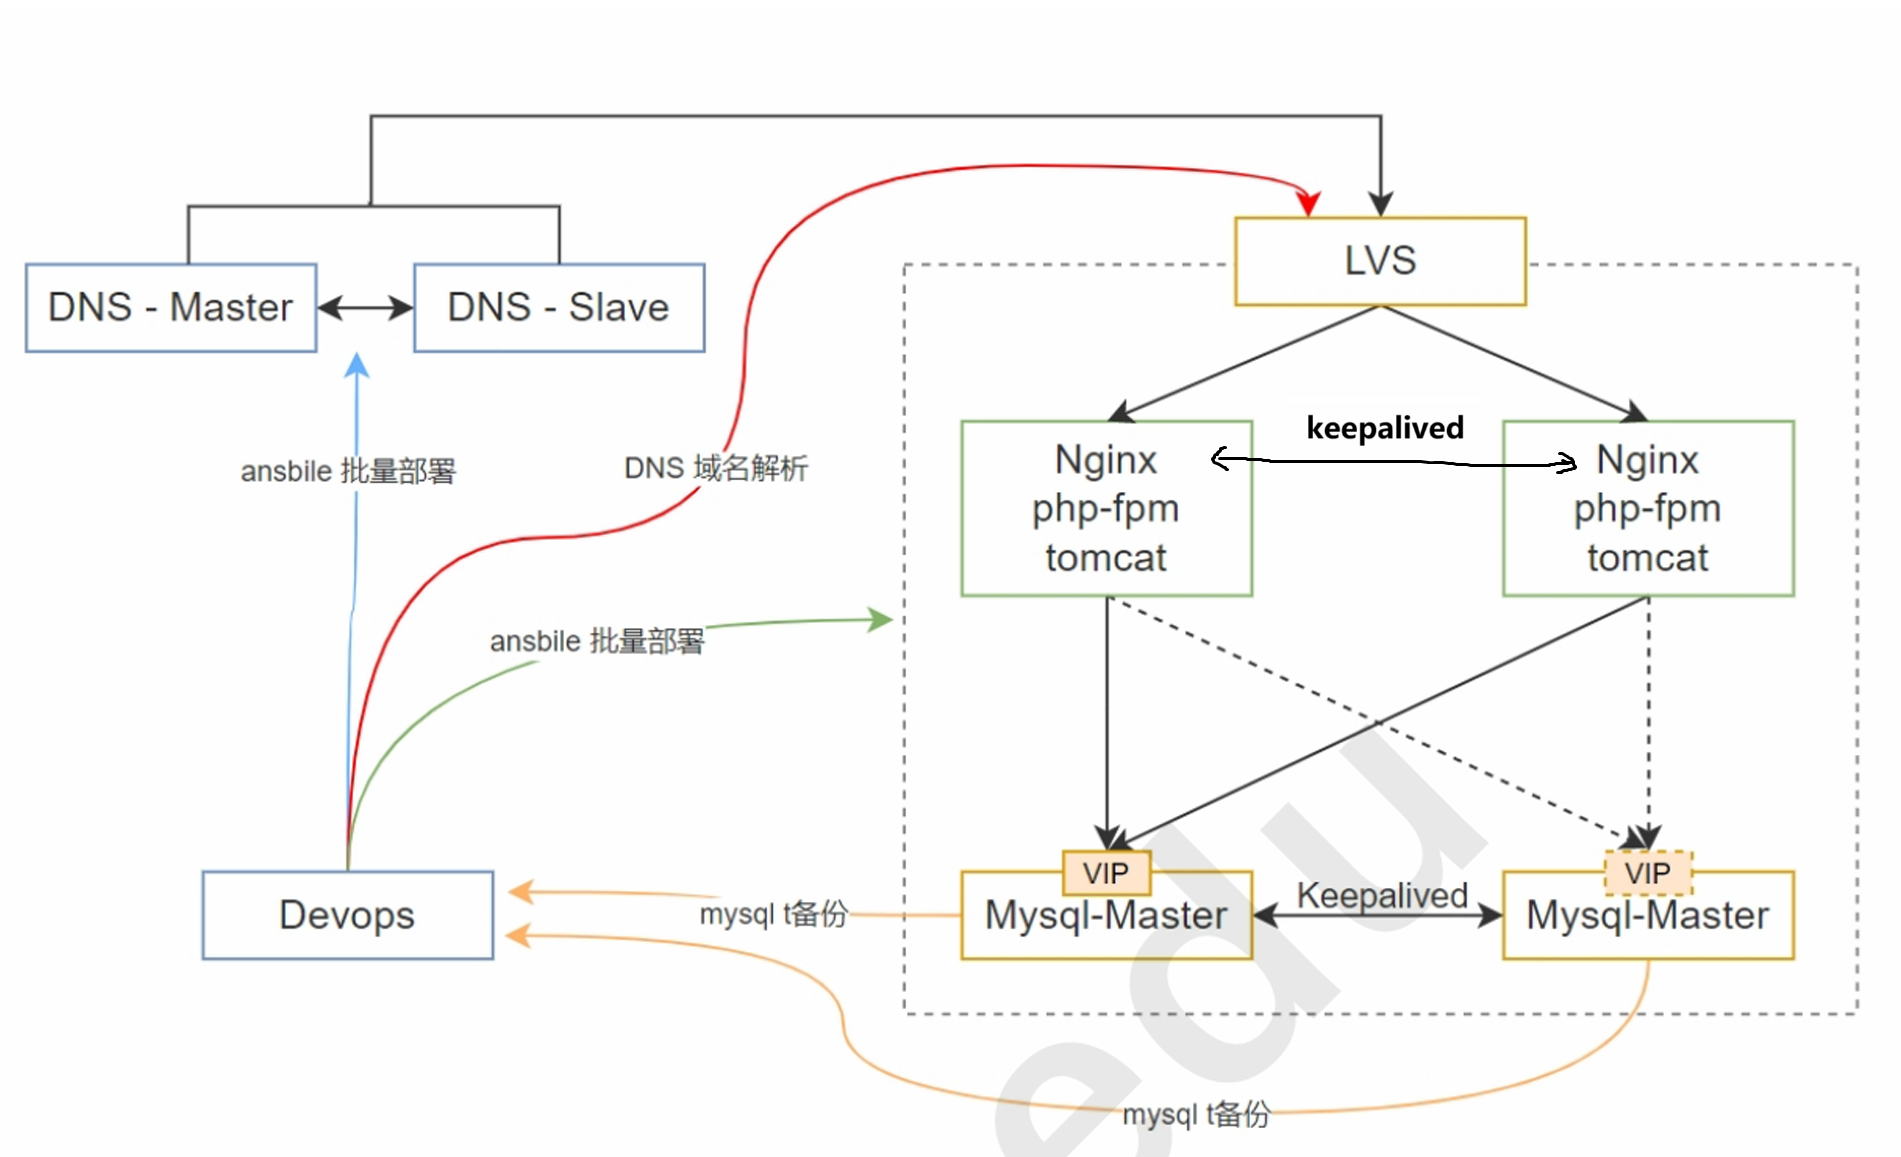 LVS
DNS - Master
DNS - Slave
keepalived
Nginx
php-fpm
tomcat
Nginx
php-fpm
tomcat
ansbile 批量部署
DNS 域名解析
ansbile 批量部署
VIP
VIP
Devops
mysql t备份
Mysql-Master
Keepalived
Mysql-Master
mysql t备份
edu